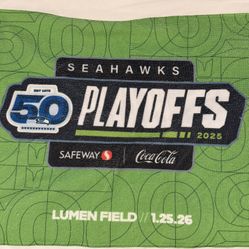 SEAHAWKS
50
PLAYOFFS
2025
SAFEWAY
Coca-Cola
LUMEN FIELD // 1.25.26